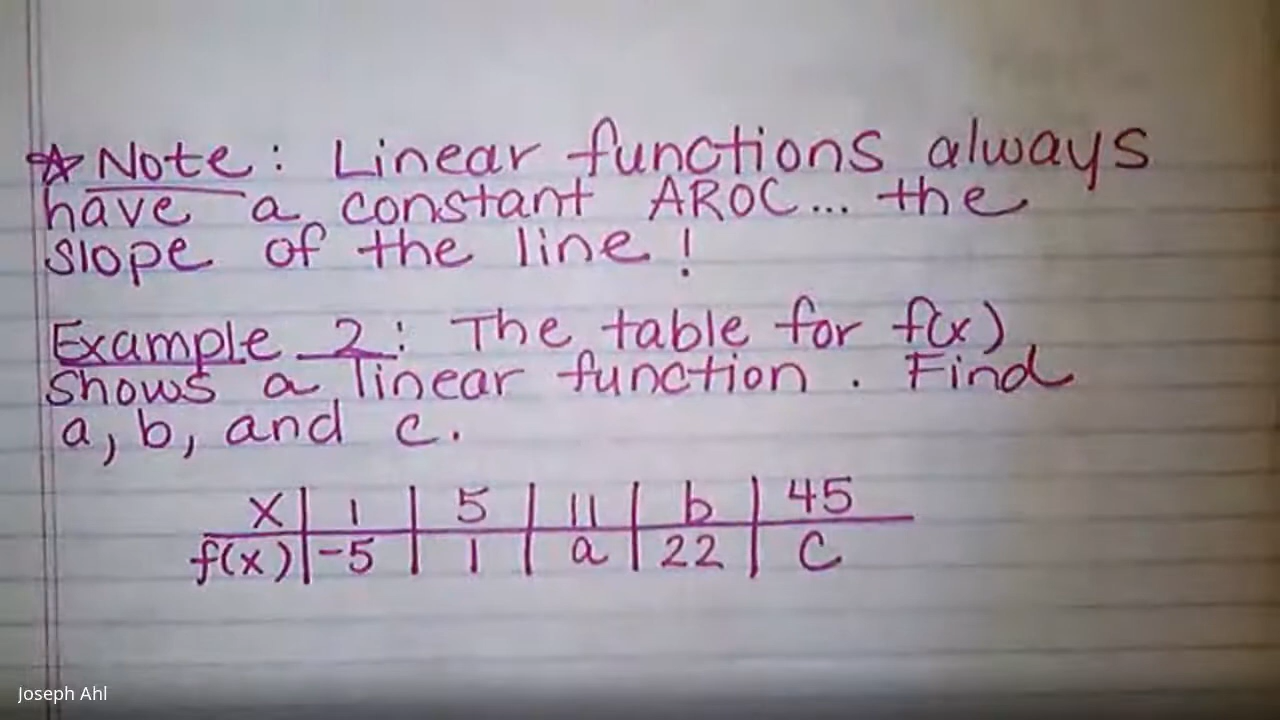 ☆ Note: Linear functions always
have a constant AROC... the
slope of the line!
Example 2: The table for f(x)
shows a linear function. Find
a, b, and c.
x | 1 | 5 | 11 | b | 45
f(x) | -5 | 1 | a | 22 | C
Joseph Ahl